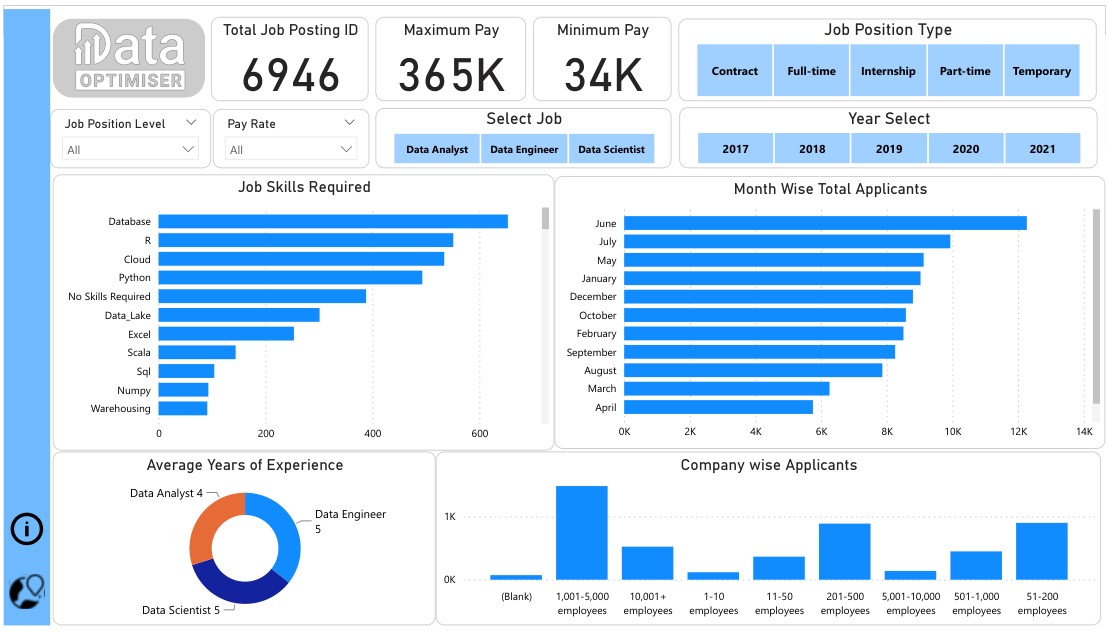 Data
OPTIMISER
Total Job Posting ID
6946
Maximum Pay
365K
Minimum Pay
34K
Job Position Type
Contract Full-time Internship Part-time Temporary
Job Position Level
All
Pay Rate
All
Select Job
Data Analyst Data Engineer Data Scientist
Year Select
2017 2018 2019 2020 2021
Job Skills Required
Database
R
Cloud
Python
No Skills Required
Data_Lake
Excel
Scala
Sql
Numpy
Warehousing
0 200 400 600
Month Wise Total Applicants
June
July
May
January
December
October
February
September
August
March
April
0K 2K 4K 6K 8K 10K 12K 14K
Average Years of Experience
Data Analyst 4
Data Engineer
5
Data Scientist 5
Company wise Applicants
1K
0K
(Blank) 1,001-5,000 10,001+ 1-10 11-50 201-500 5,001-10,000 501-1,000 51-200
employees employees employees employees employees employees employees employees